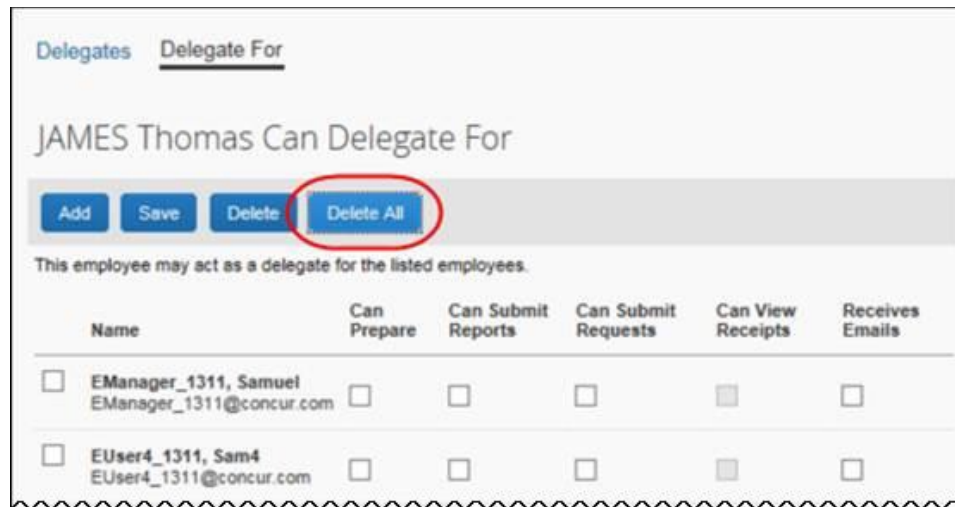 Delegates Delegate For
JAMES Thomas Can Delegate For
Add Save Delete Delete All
This employee may act as a delegate for the listed employees.
Name Can Prepare Can Submit Reports Can Submit Requests Can View Receipts Receives Emails
EManager_1311, Samuel
EManager_1311@concur.com
EUser4_1311, Sam4
EUser4_1311@concur.com